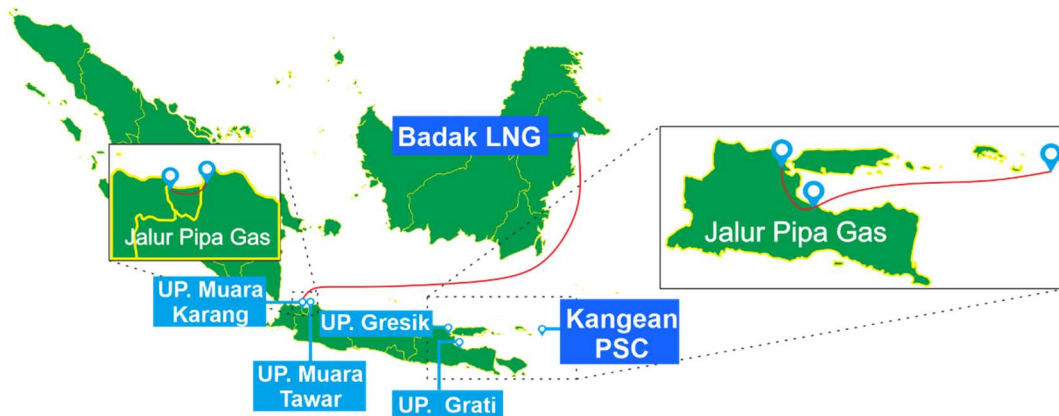 Badak LNG
Jalur Pipa Gas
Jalur Pipa Gas
UP. Muara
Karang
UP. Gresik
Kangean
PSC
UP. Muara
Tawar
UP. Grati